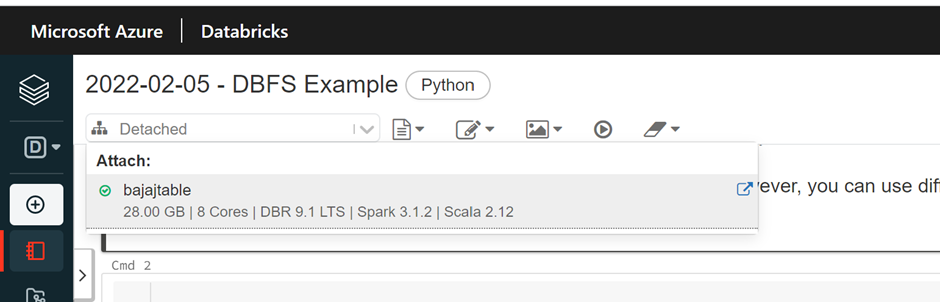 Microsoft Azure | Databricks
2022-02-05 - DBFS Example Python
D
Detached
Attach:
bajajtable
28.00 GB | 8 Cores | DBR 9.1 LTS | Spark 3.1.2 | Scala 2.12
ever, you can use dif
Cmd 2